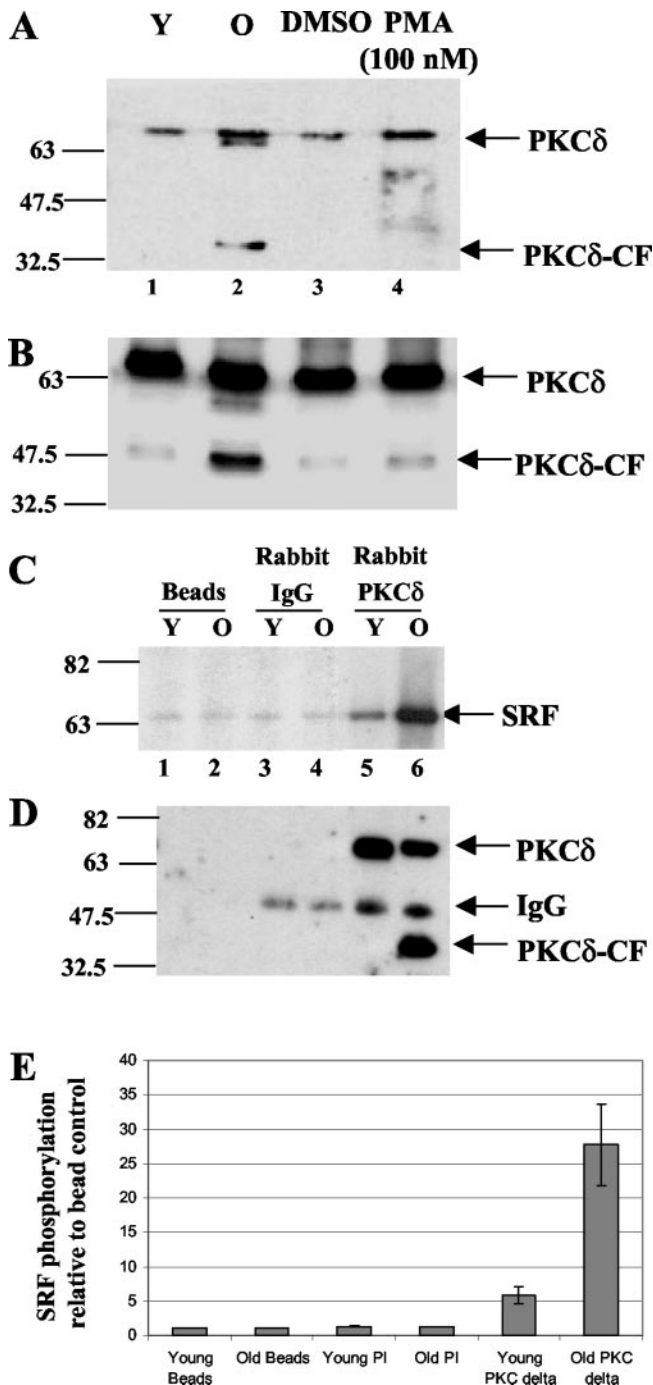 A Y O DMSO PMA
(100 nM)
63
47.5
32.5
PKCδ
PKCδ-CF
1 2 3 4
B
63
47.5
32.5
PKCδ
PKCδ-CF
C
Beads
Rabbit
IgG
Rabbit
PKCδ
Y O Y O Y O
82
63
SRF
1 2 3 4 5 6
D
82
63
47.5
32.5
PKCδ
IgG
PKCδ-CF
E
SRF phosphorylation
relative to bead control
40
35
30
25
20
15
10
5
0
Young
Beads
Old Beads
Young PI
Old PI
Young
PKC delta
Old PKC
delta